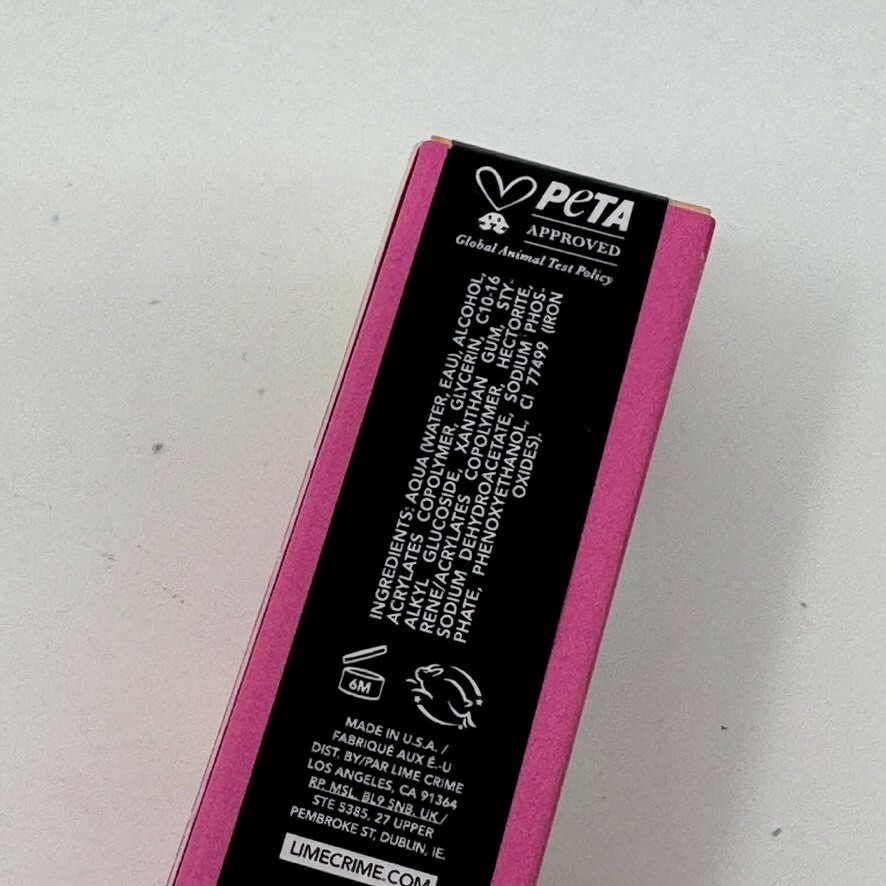 PETA
APPROVED
Global Animal Test Policy
INGREDIENTS: AQUA (WATER, EAU), ALCOHOL,
ACRYLATES COPOLYMER, GLYCERIN, C10-16
ALKYL GLUCOSIDE, XANTHAN GUM, STY-
RENE/ACRYLATES COPOLYMER, HECTORITE,
SODIUM DEHYDROACETATE, SODIUM PHOS-
PHATE, PHENOXYETHANOL, CI 77499 (IRON
OXIDES).
6M
MADE IN U.S.A. /
FABRIQUÉ AUX É.-U
DIST. BY/PAR LIME CRIME
LOS ANGELES, CA 91364
RP MSL, BL9 5NB, UK/
STE 5385, 27 UPPER
PEMBROKE ST, DUBLIN, IE.
LIMECRIME.COM